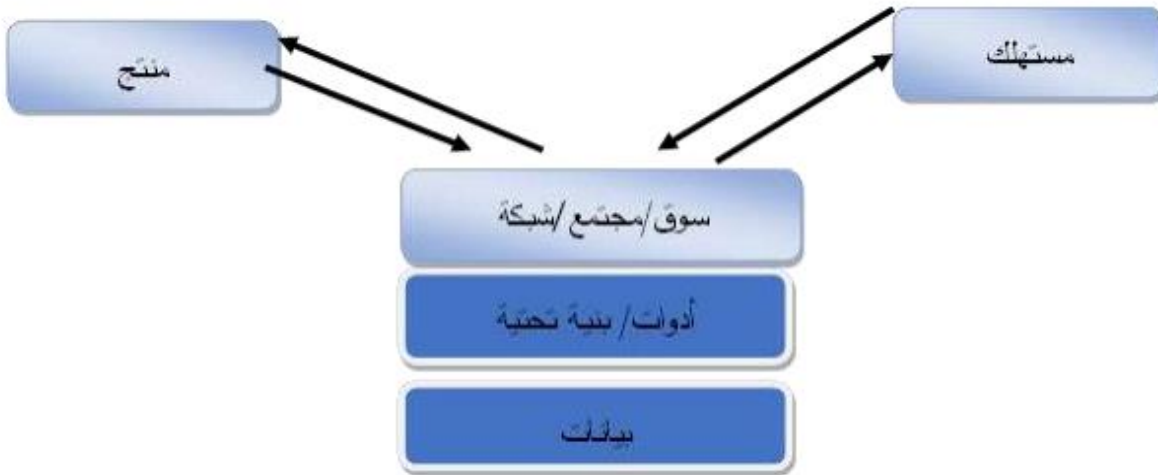 مستهلك
منتج
سوق/مجتمع/شبكة
أدوات/ بنية تحتية
بيانات